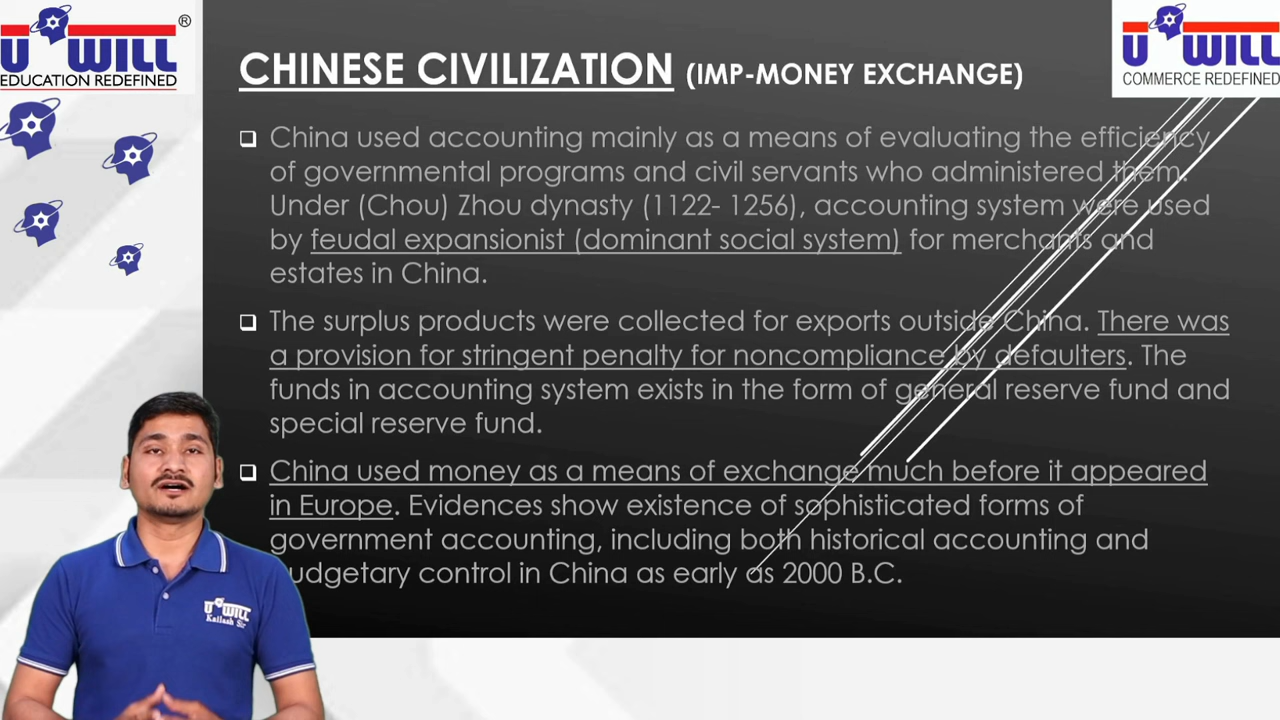 U WILL ®
EDUCATION REDEFINED
U WILL
COMMERCE REDEFINED
CHINESE CIVILIZATION (IMP-MONEY EXCHANGE)
China used accounting mainly as a means of evaluating the efficiency
of governmental programs and civil servants who administered them.
Under (Chou) Zhou dynasty (1122- 1256), accounting system were used
by feudal expansionist (dominant social system) for merchants and
estates in China.
The surplus products were collected for exports outside China. There was
a provision for stringent penalty for noncompliance by defaulters. The
funds in accounting system exists in the form of general reserve fund and
special reserve fund.
China used money as a means of exchange much before it appeared
in Europe. Evidences show existence of sophisticated forms of
government accounting, including both historical accounting and
udgetary control in China as early as 2000 B.C.
U WILL
Kailash Sir